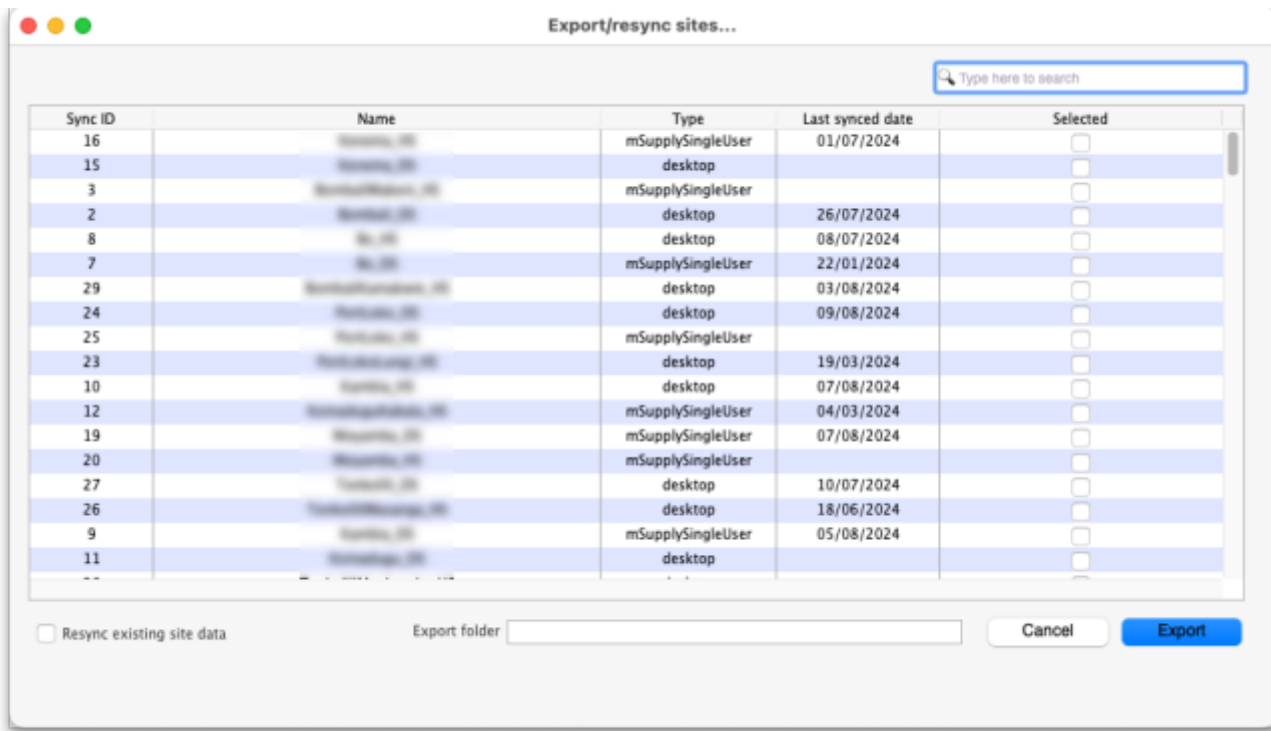 Export/resync sites...
Type here to search
Sync ID Name Type Last synced date Selected
16 mSupplySingleUser 01/07/2024
15 desktop
3 mSupplySingleUser
2 desktop 26/07/2024
8 desktop 08/07/2024
7 mSupplySingleUser 22/01/2024
29 desktop 03/08/2024
24 desktop 09/08/2024
25 mSupplySingleUser
23 desktop 19/03/2024
10 desktop 07/08/2024
12 mSupplySingleUser 04/03/2024
19 mSupplySingleUser 07/08/2024
20 mSupplySingleUser
27 desktop 10/07/2024
26 desktop 18/06/2024
9 mSupplySingleUser 05/08/2024
11 desktop
Resync existing site data Export folder Cancel Export